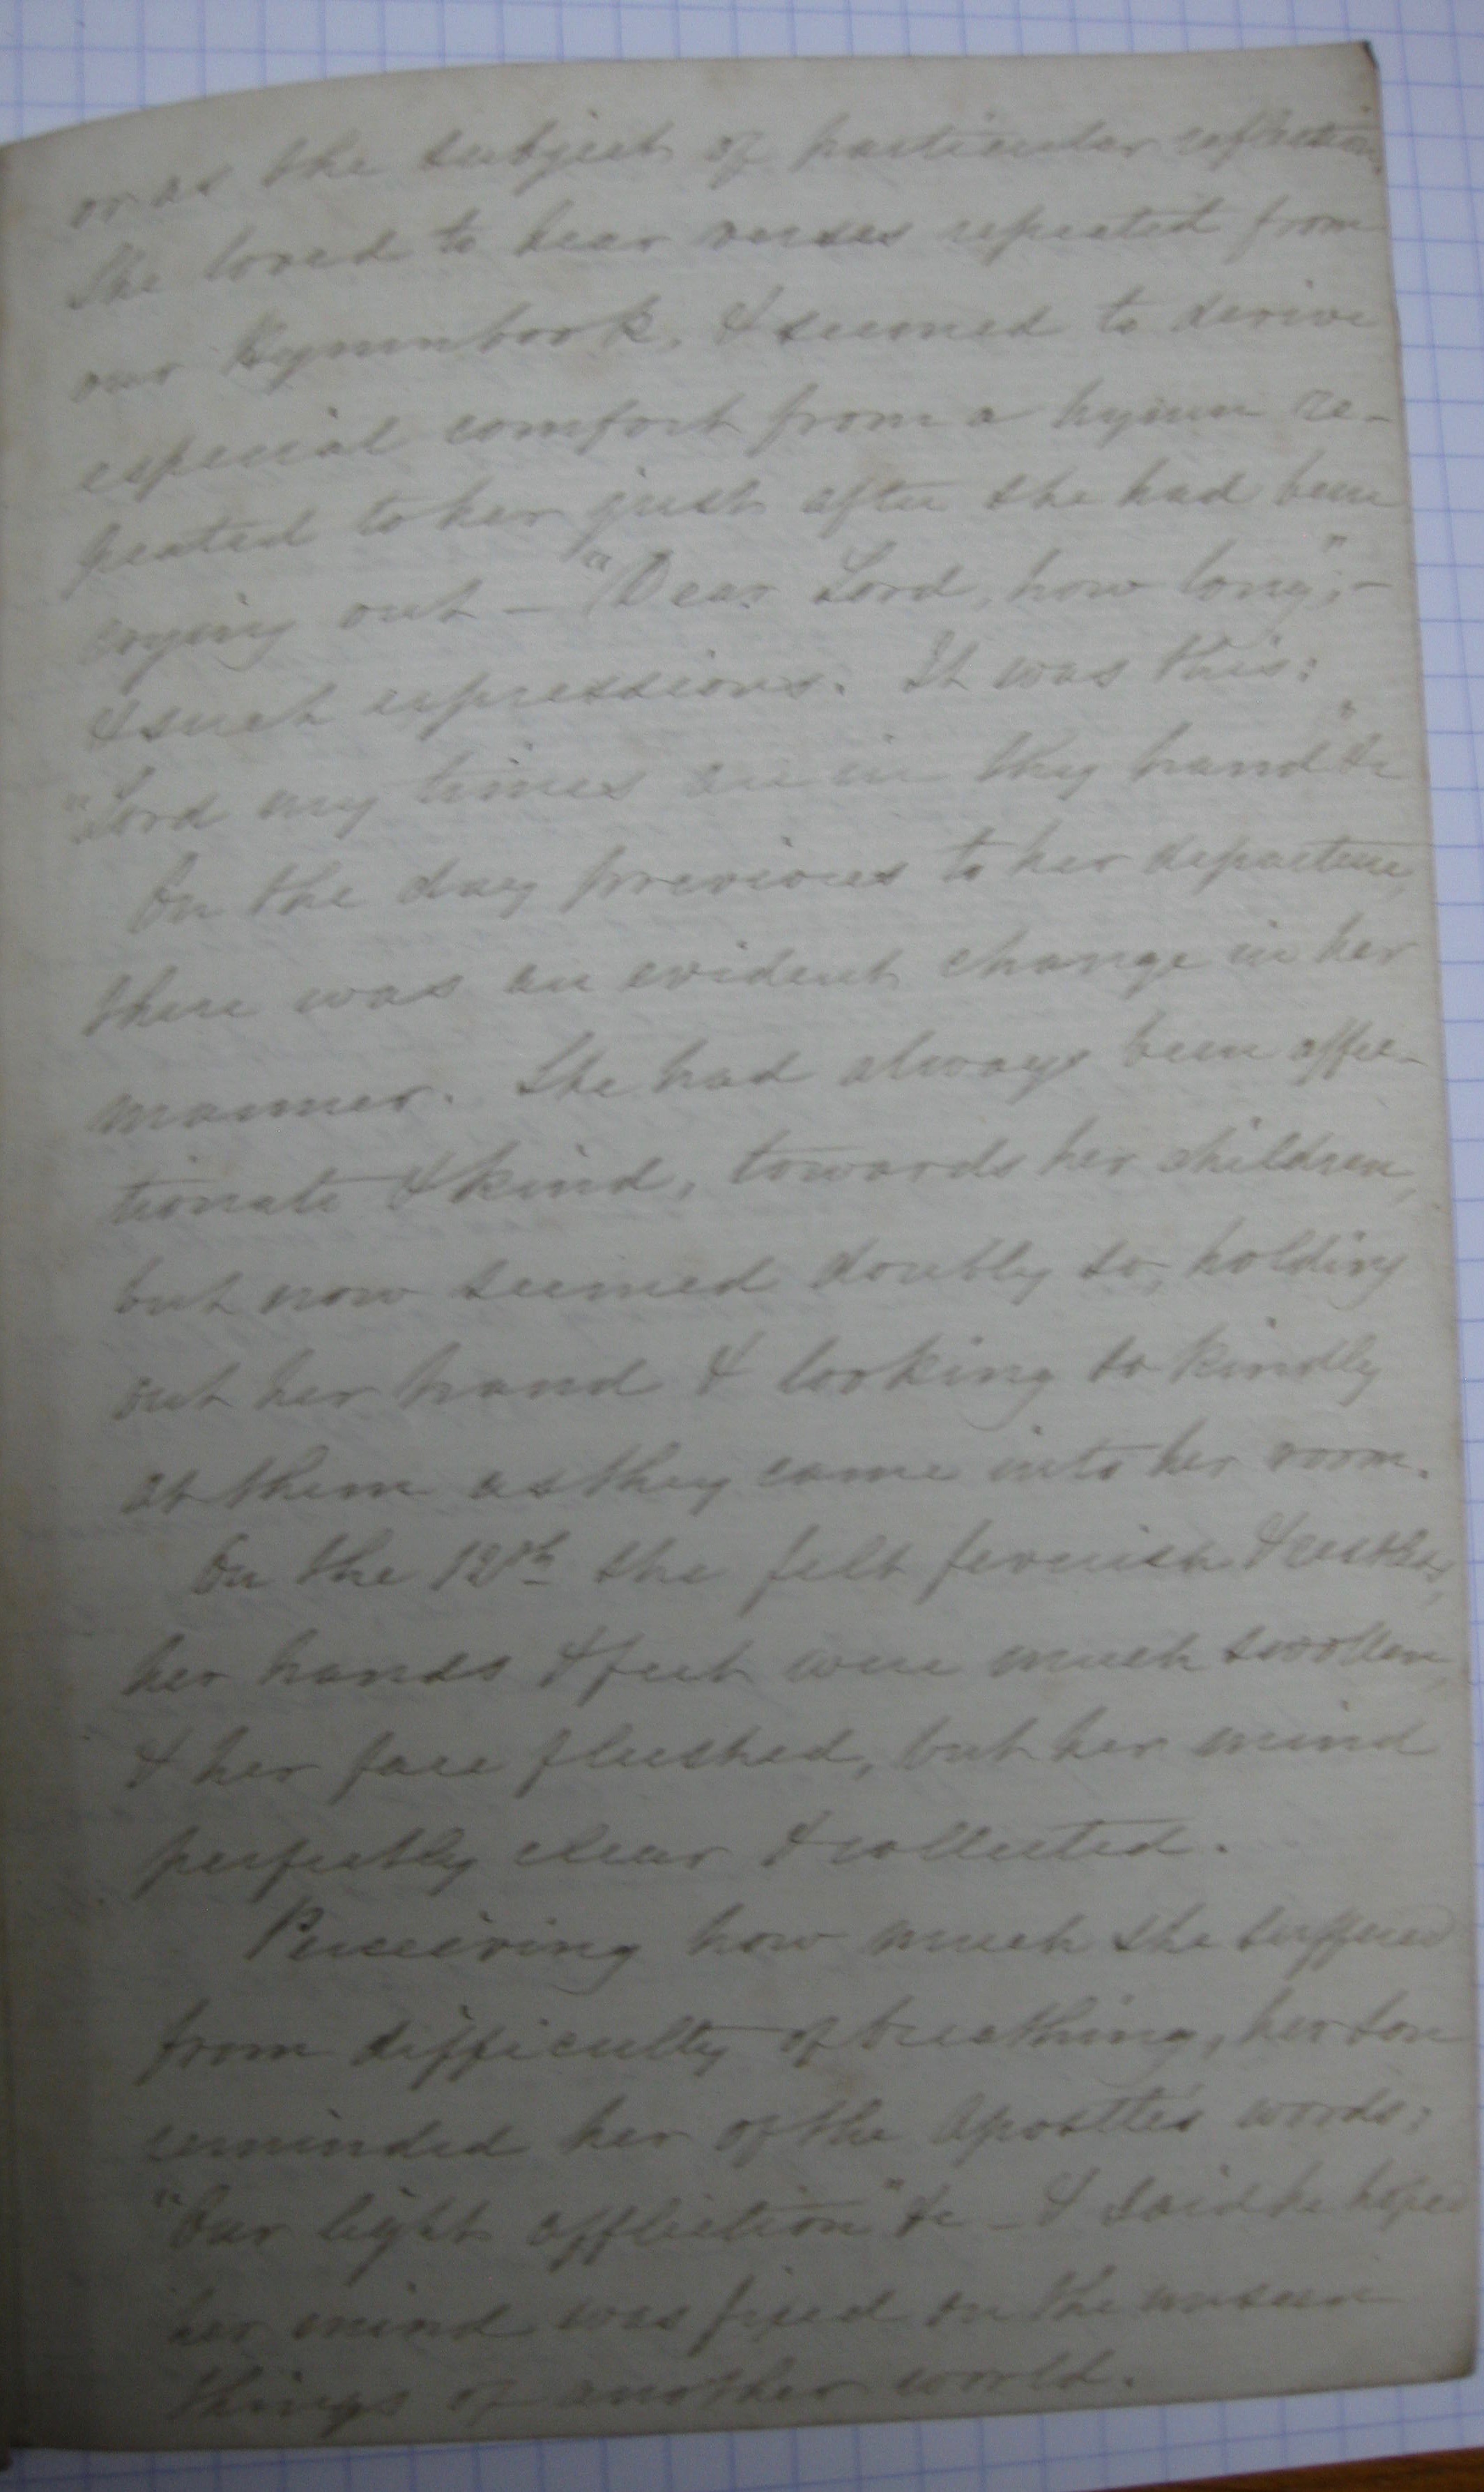 or as the subject of particular reflection.
She loved to hear verses repeated from
our Hymnbook, & seemed to derive
especial comfort from a hymn re-
peated to her just after she had been
crying out – "Dear Lord, how long", –
& such expressions. It was this:
"Lord my times are in thy hand" &c
On the day previous to her departure,
there was an evident change in her
manner. She had always been affec-
tionate & kind, towards her children,
but now seemed doubly so, holding
out her hand & looking so kindly
at them as they came into her room.
On the 12th she felt feverish & restless,
her hands & feet were much swollen,
& her face flushed, but her mind
perfectly clear & collected.
Perceiving how much she suffered
from difficulty of breathing, her son
reminded her of the Apostle's words;
"Our light affliction" &c – & said he hoped
her mind was fixed on the unseen
things of another world.